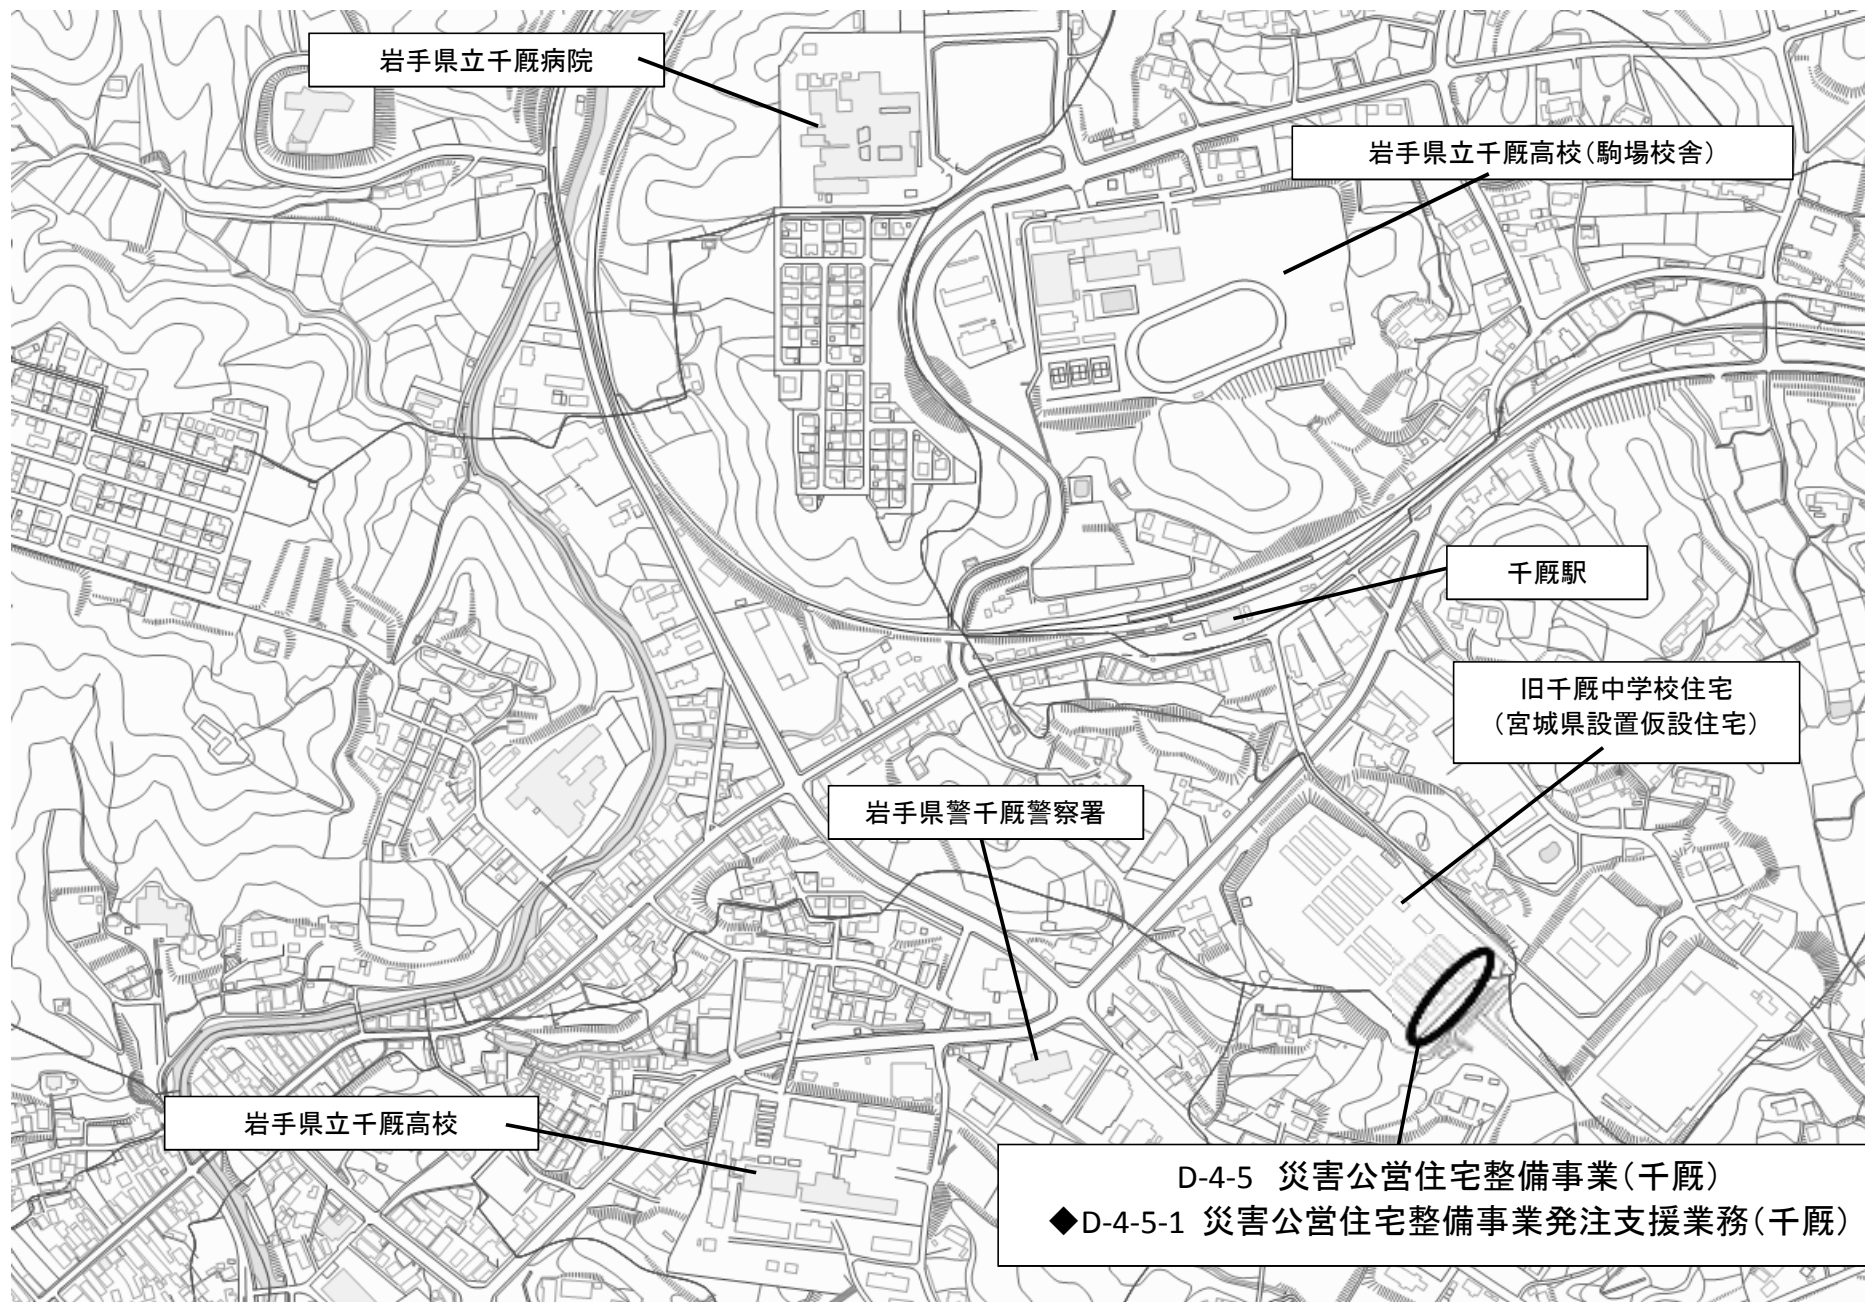 岩手県立千厩病院
岩手県立千厩高校(駒場校舎)
千厩駅
旧千厩中学校住宅
(宮城県設置仮設住宅)
岩手県警千厩警察署
岩手県立千厩高校
D-4-5 災害公営住宅整備事業(千厩)
◆D-4-5-1 災害公営住宅整備事業発注支援業務(千厩)